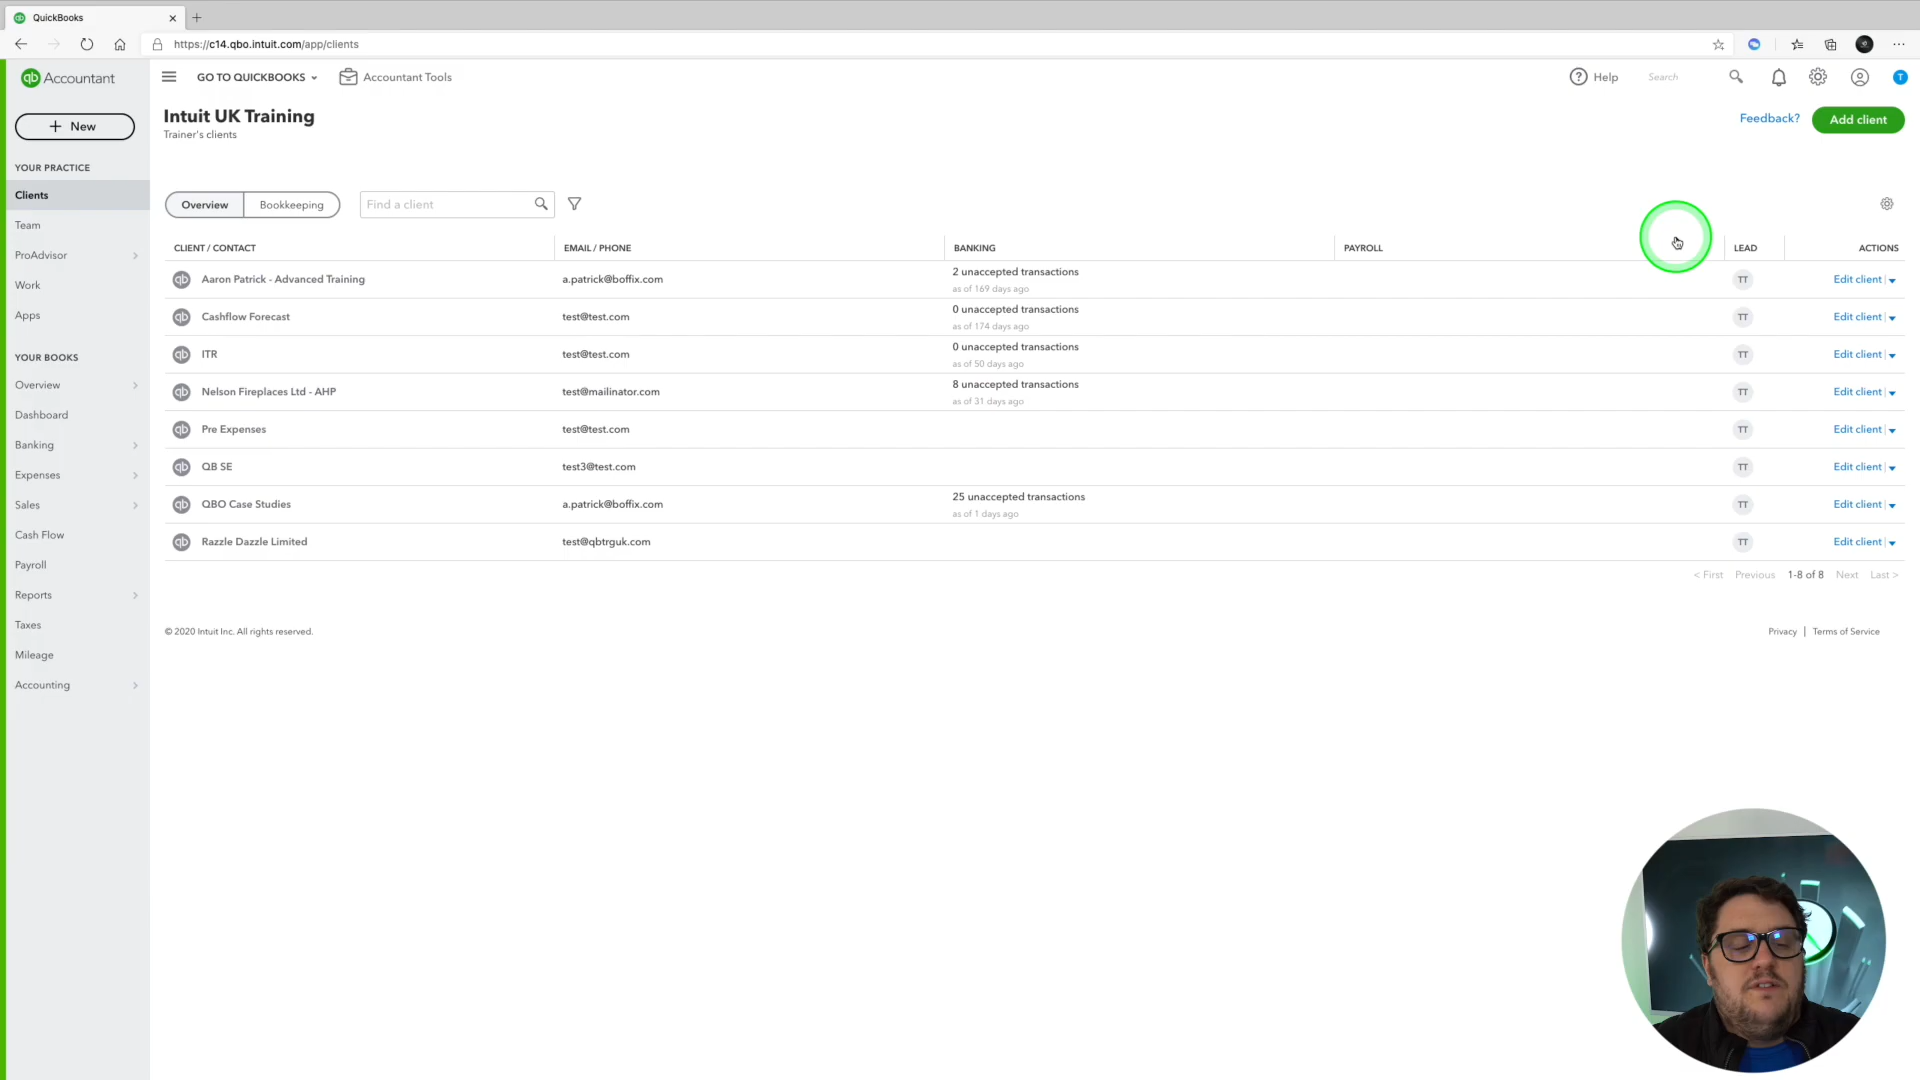 QuickBooks
https://c14.qbo.intuit.com/app/clients
qb Accountant
GO TO QUICKBOOKS
Accountant Tools
Help
Search
T
+ New
Intuit UK Training
Trainer's clients
Feedback?
Add client
YOUR PRACTICE
Clients
Team
ProAdvisor
Work
Apps
YOUR BOOKS
Overview
Dashboard
Banking
Expenses
Sales
Cash Flow
Payroll
Reports
Taxes
Mileage
Accounting
Overview
Bookkeeping
Find a client
CLIENT / CONTACT EMAIL / PHONE BANKING PAYROLL LEAD ACTIONS
qb Aaron Patrick - Advanced Training a.patrick@boffix.com 2 unaccepted transactions TT Edit client
as of 169 days ago
qb Cashflow Forecast test@test.com 0 unaccepted transactions TT Edit client
as of 174 days ago
qb ITR test@test.com 0 unaccepted transactions TT Edit client
as of 50 days ago
qb Nelson Fireplaces Ltd - AHP test@mailinator.com 8 unaccepted transactions TT Edit client
as of 31 days ago
qb Pre Expenses test@test.com TT Edit client
qb QB SE test3@test.com TT Edit client
qb QBO Case Studies a.patrick@boffix.com 25 unaccepted transactions TT Edit client
as of 1 days ago
qb Razzle Dazzle Limited test@qbtrguk.com TT Edit client
< First Previous 1-8 of 8 Next Last >
© 2020 Intuit Inc. All rights reserved.
Privacy | Terms of Service